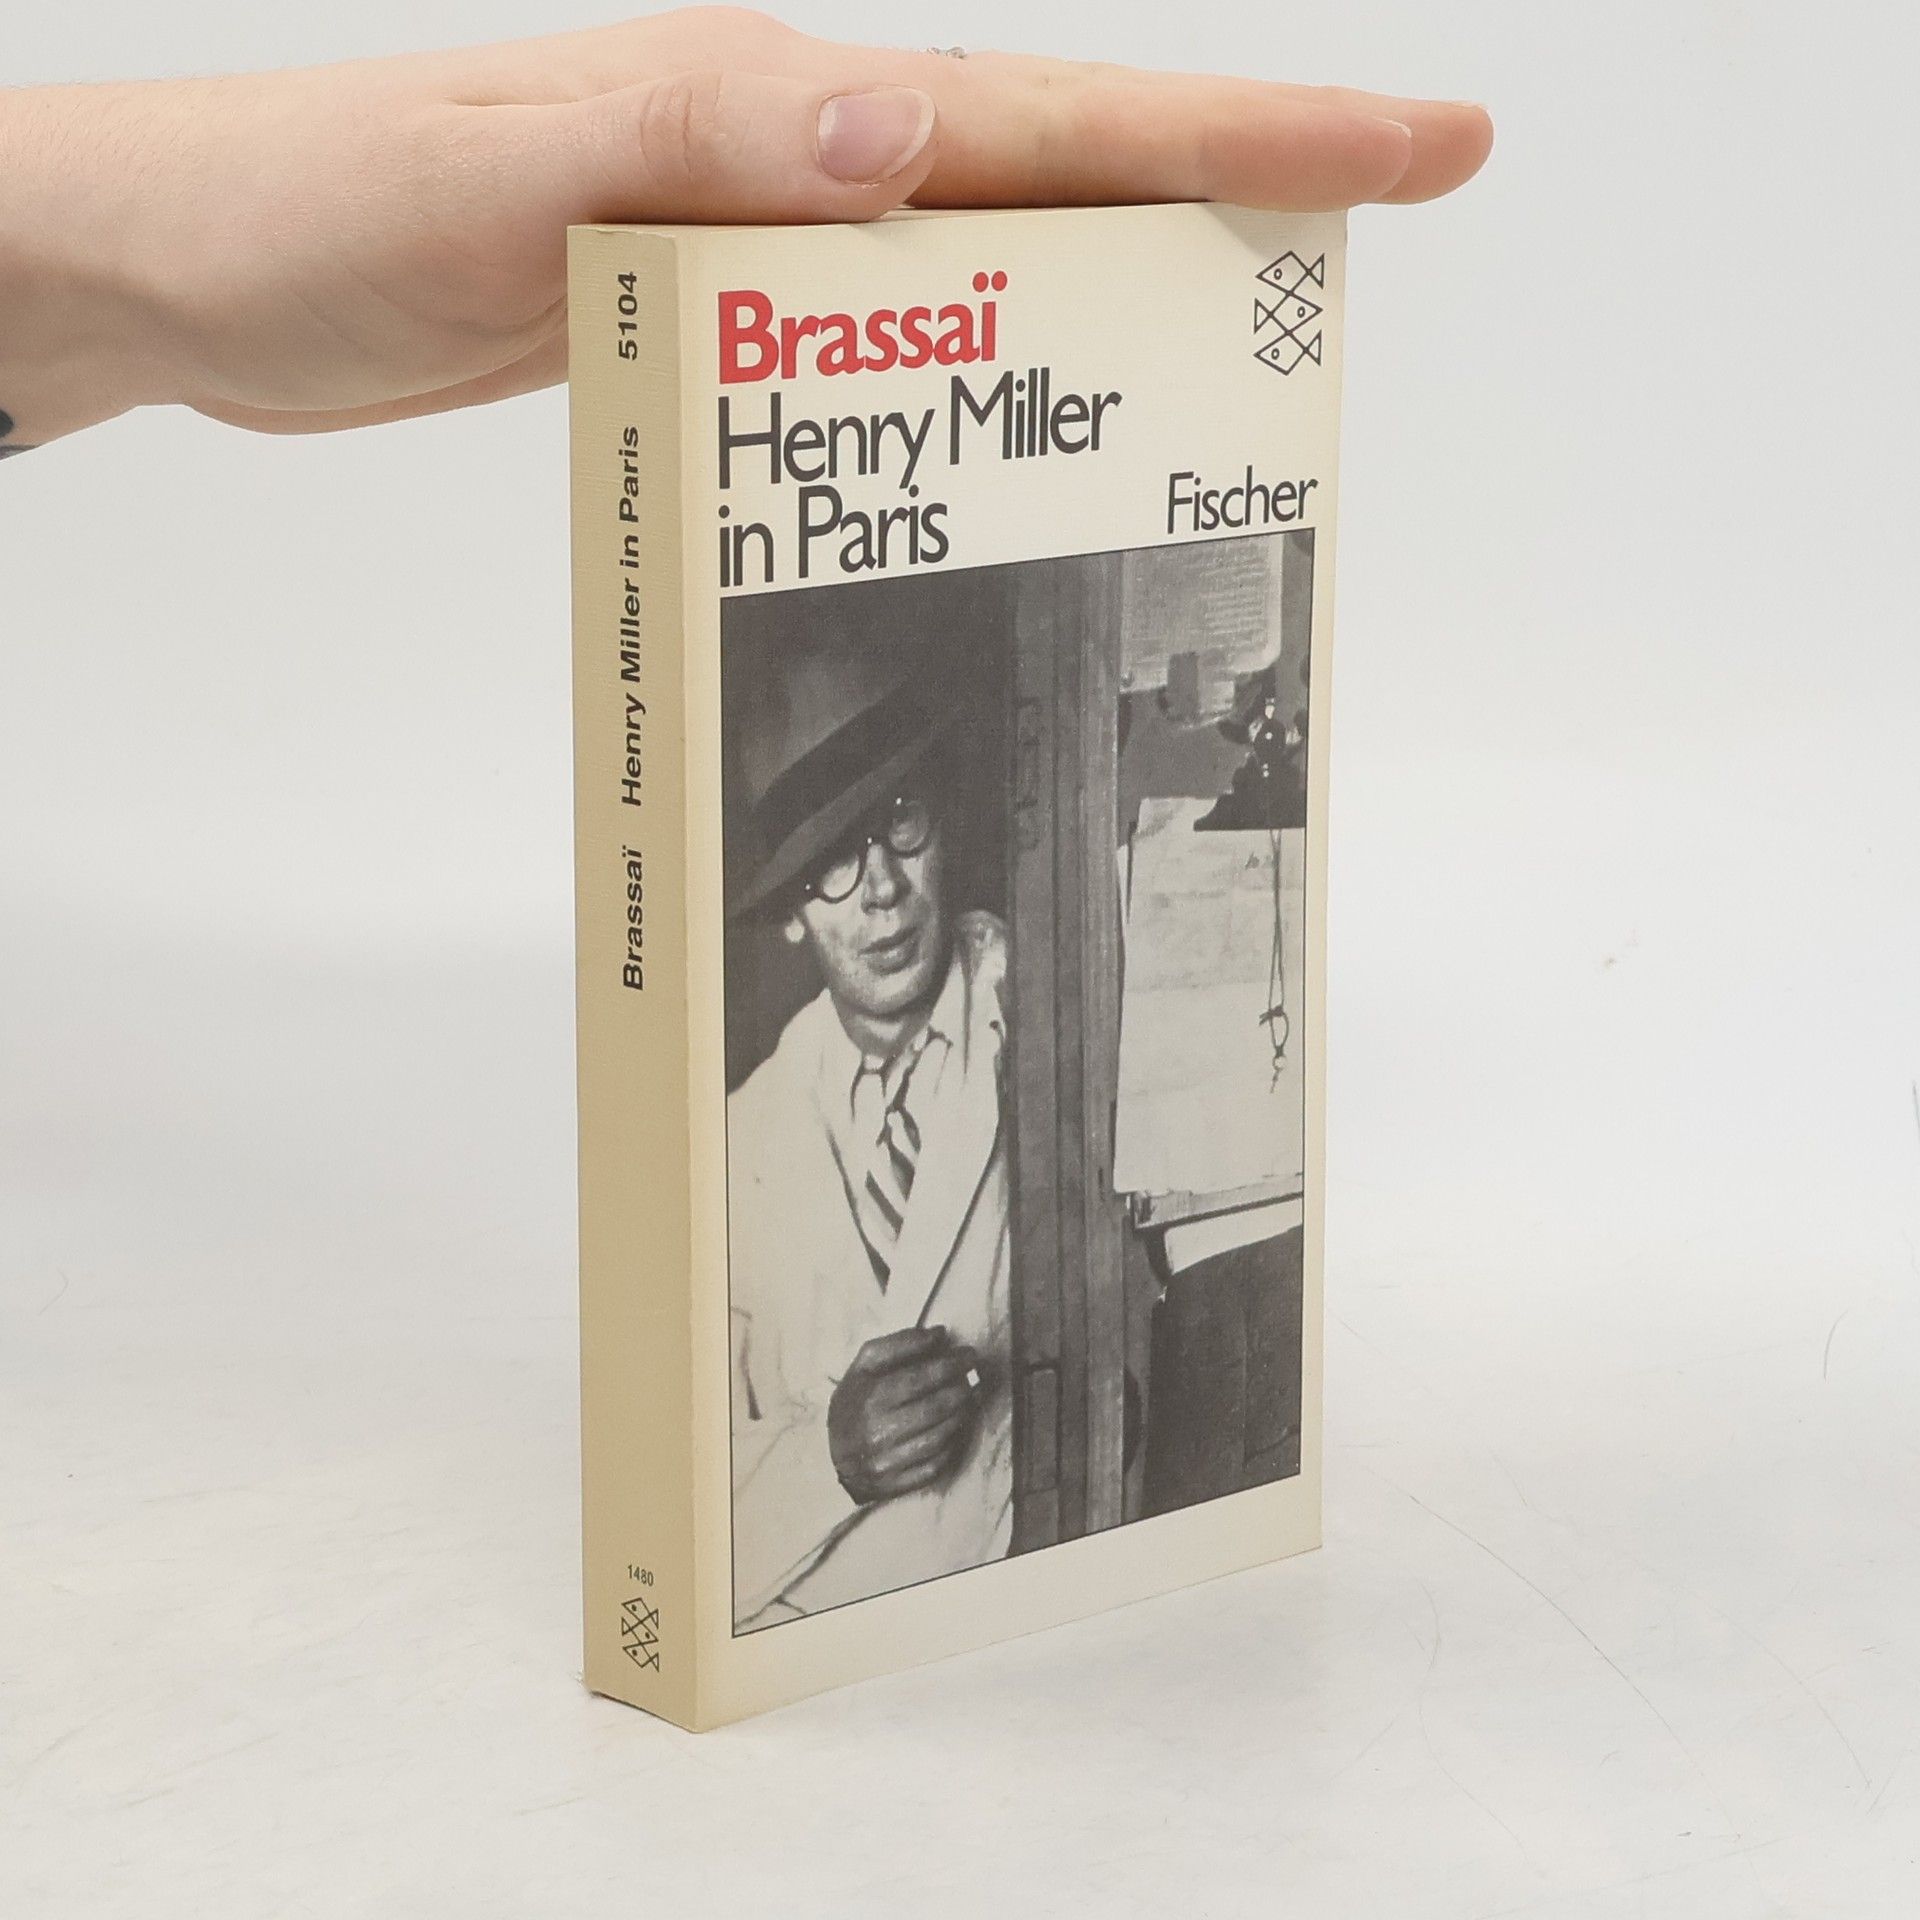 Brassaï
Henry Miller
in Paris
Fischer
Brassaï Henry Miller in Paris 5104
1480